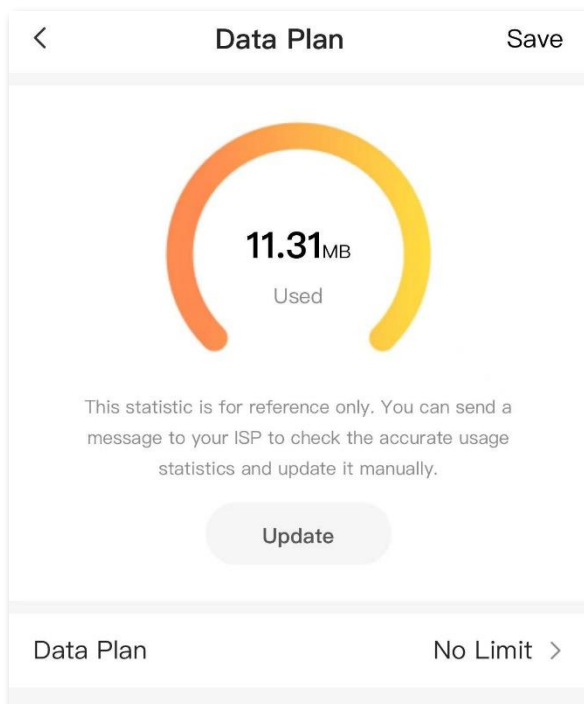 Data Plan Save
11.31MB
Used
This statistic is for reference only. You can send a
message to your ISP to check the accurate usage
statistics and update it manually.
Update
Data Plan No Limit